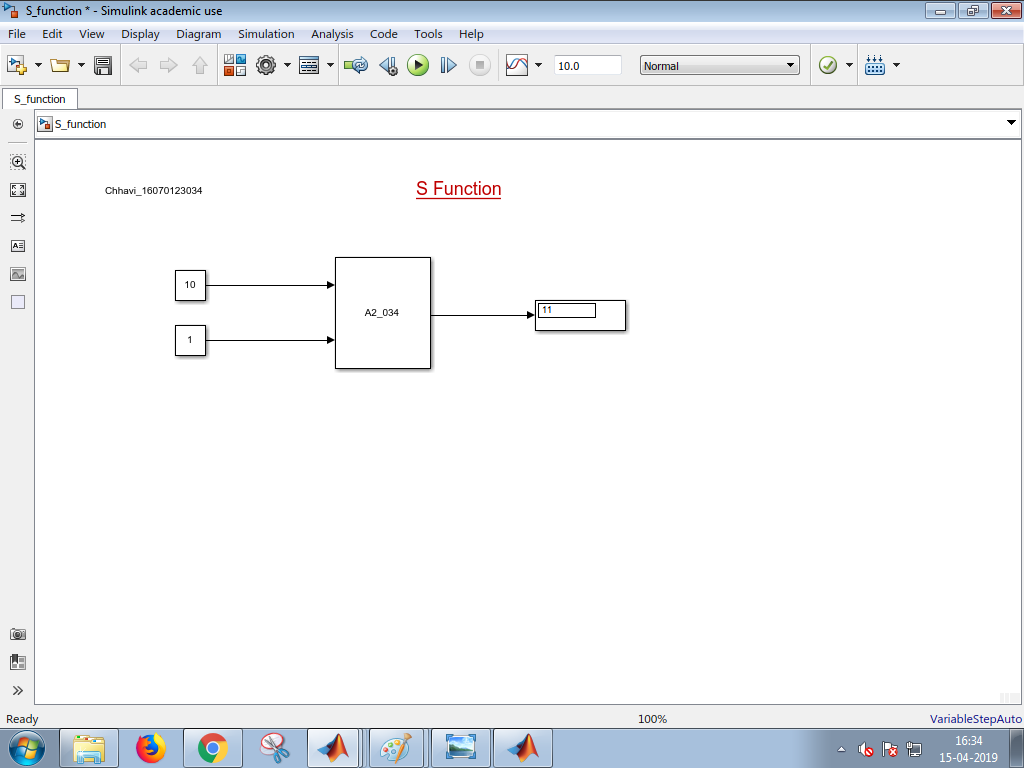 S_function * - Simulink academic use
File Edit View Display Diagram Simulation Analysis Code Tools Help
10.0 Normal
S_function
S_function
Chhavi_16070123034
S Function
10
A2_034
11
1
Ready 100% VariableStepAuto
16:34
15-04-2019